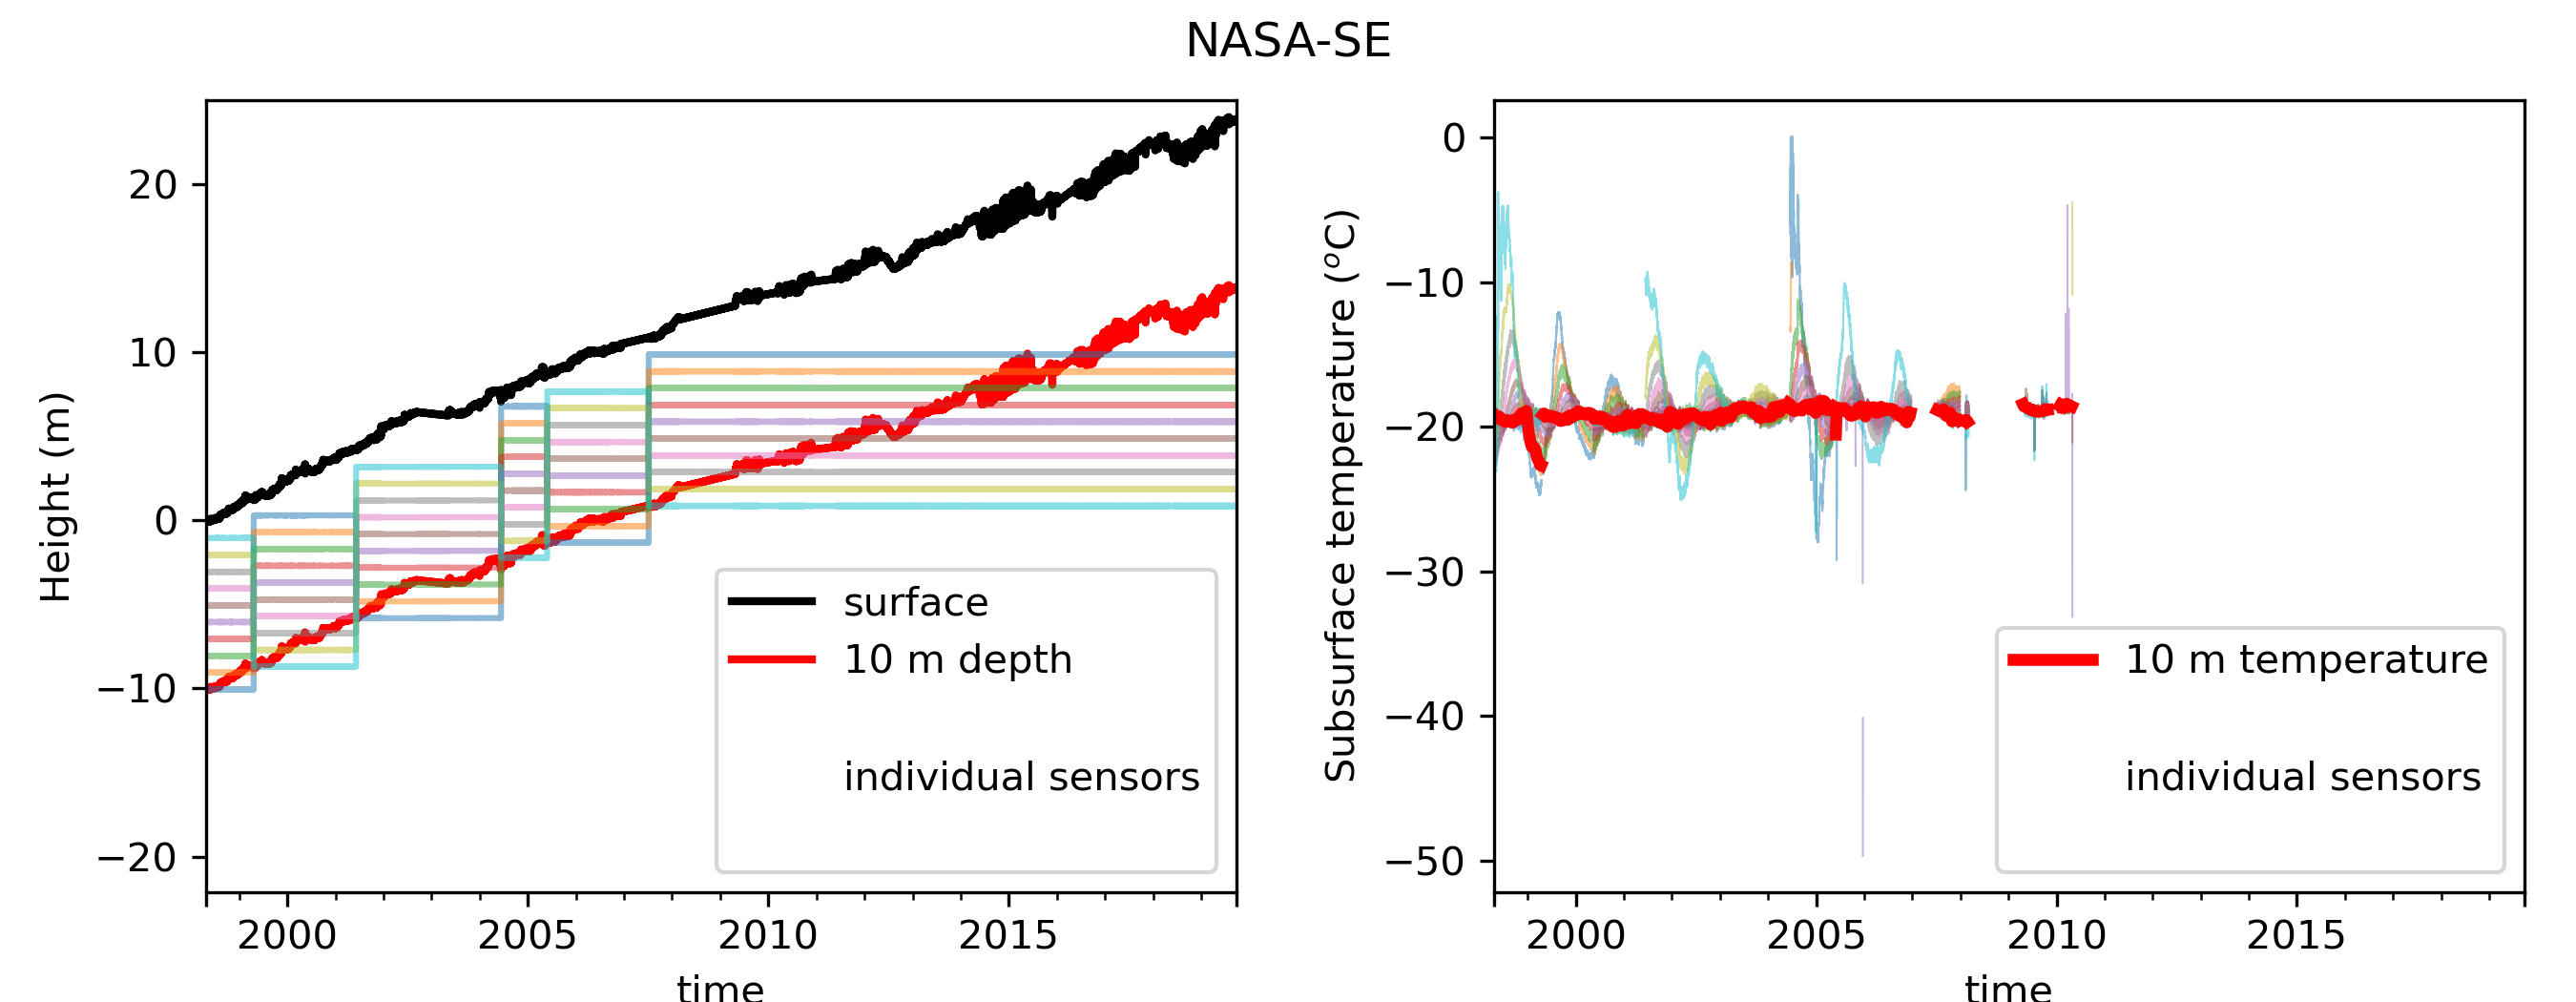 NASA-SE
Height (m)
20
10
0
−10
−20
2000
2005
2010
2015
time
surface
10 m depth
individual sensors
Subsurface temperature (°C)
0
−10
−20
−30
−40
−50
2000
2005
2010
2015
time
10 m temperature
individual sensors